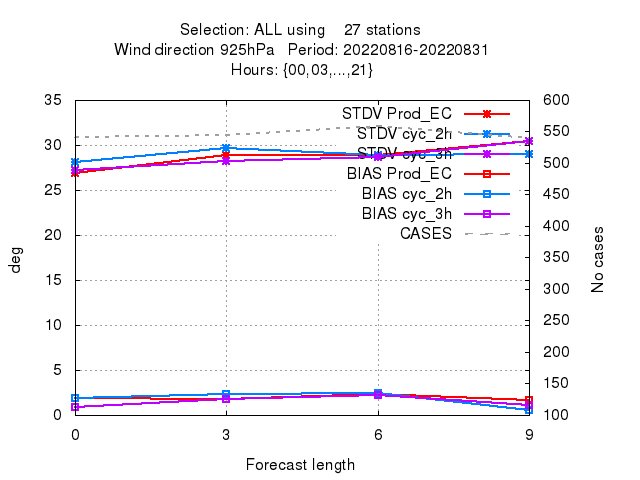 Selection: ALL using 27 stations
Wind direction 925hPa Period: 20220816-20220831
Hours: {00,03,...,21}
35
30
25
20
15
10
5
0
600
550
500
450
400
350
300
250
200
150
100
STDV Prod_EC
STDV cyc_2h
STDV cyc_3h
BIAS Prod_EC
BIAS cyc_2h
BIAS cyc_3h
CASES
deg
No cases
0 3 6 9
Forecast length